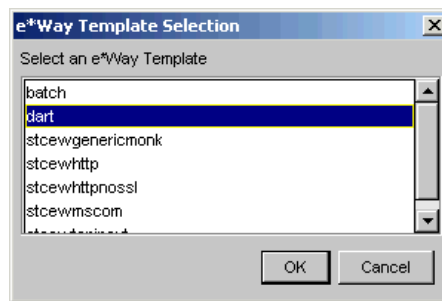 e*Way Template Selection
Select an e*Way Template
batch
dart
stcewgenericmonk
stcewhttp
stcewhttpnossl
stcewmscom
OK
Cancel